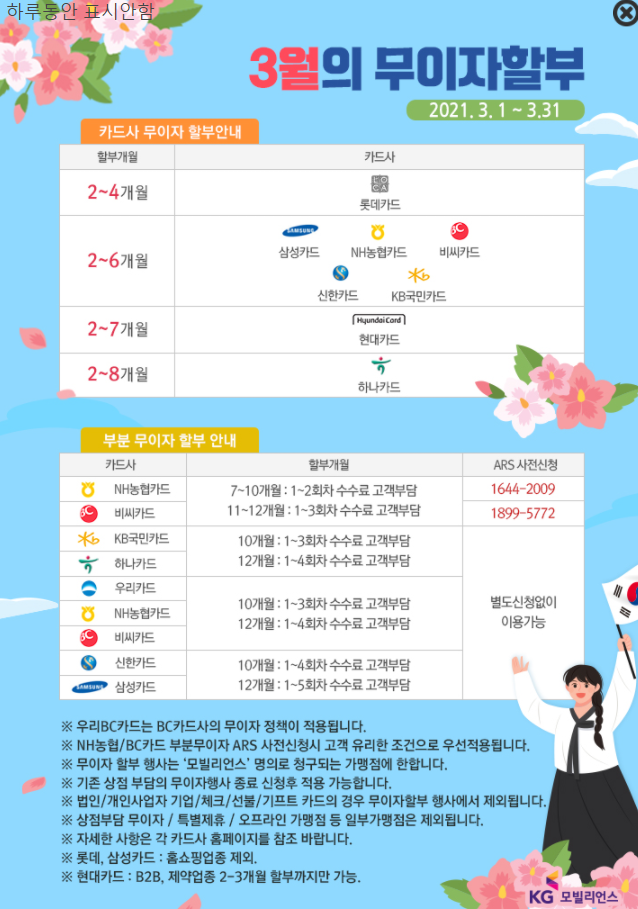 하루동안 표시안함
3월의 무이자할부
2021. 3. 1 ~ 3.31
카드사 무이자 할부안내
할부개월 카드사
2~4개월
LOCA
롯데카드
2~6개월
SAMSUNG
삼성카드 NH농협카드 비씨카드
신한카드 KB국민카드
2~7개월
HyundaiCard
현대카드
2~8개월
하나카드
부분 무이자 할부 안내
카드사 할부개월 ARS 사전신청
NH농협카드
비씨카드
7~10개월 : 1~2회차 수수료 고객부담
11~12개월 : 1~3회차 수수료 고객부담
1644-2009
1899-5772
KB국민카드
하나카드
10개월 : 1~3회차 수수료 고객부담
12개월 : 1~4회차 수수료 고객부담
우리카드
NH농협카드
비씨카드
10개월 : 1~3회차 수수료 고객부담
12개월 : 1~4회차 수수료 고객부담
별도신청없이
이용가능
신한카드
SAMSUNG 삼성카드
10개월 : 1~4회차 수수료 고객부담
12개월 : 1~5회차 수수료 고객부담
※ 우리BC카드는 BC카드사의 무이자 정책이 적용됩니다.
※ NH농협/BC카드 부분무이자 ARS 사전신청시 고객 유리한 조건으로 우선적용됩니다.
※ 무이자 할부 행사는 '모빌리언스' 명의로 청구되는 가맹점에 한합니다.
※ 기존 상점 부담의 무이자행사 종료 신청후 적용 가능합니다.
※ 법인/개인사업자 기업/체크/선불/기프트 카드의 경우 무이자할부 행사에서 제외됩니다.
※ 상점부담 무이자 / 특별제휴 / 오프라인 가맹점 등 일부가맹점은 제외됩니다.
※ 자세한 사항은 각 카드사 홈페이지를 참조 바랍니다.
※ 롯데, 삼성카드 : 홈쇼핑업종 제외.
※ 현대카드 : B2B, 제약업종 2-3개월 할부까지만 가능.
KG 모빌리언스